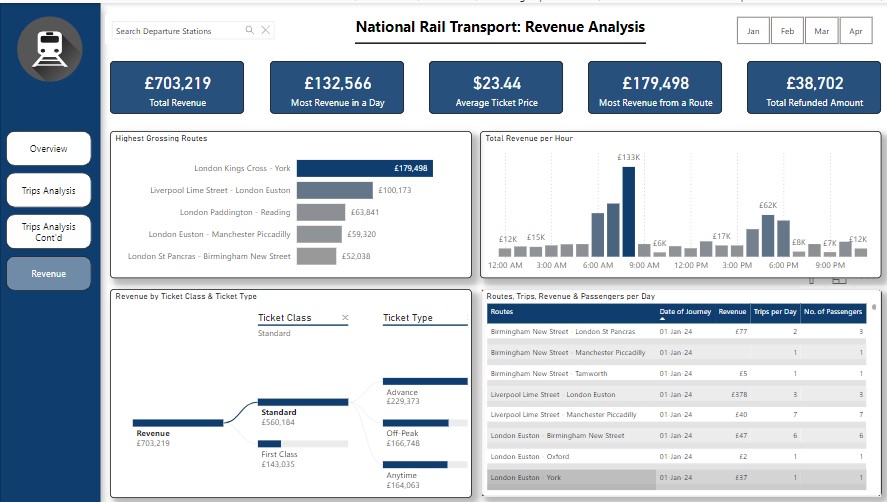 National Rail Transport: Revenue Analysis
Search Departure Stations
Jan Feb Mar Apr
£703,219
Total Revenue
£132,566
Most Revenue in a Day
$23.44
Average Ticket Price
£179,498
Most Revenue from a Route
£38,702
Total Refunded Amount
Overview
Trips Analysis
Trips Analysis
Cont'd
Revenue
Highest Grossing Routes
London Kings Cross - York £179,498
Liverpool Lime Street - London Euston £100,173
London Paddington - Reading £63,841
London Euston - Manchester Piccadilly £59,320
London St Pancras - Birmingham New Street £52,038
Total Revenue per Hour
£133K
£62K
£12K £15K £6K £17K £8K £7K £12K
12:00 AM 3:00 AM 6:00 AM 9:00 AM 12:00 PM 3:00 PM 6:00 PM 9:00 PM
Revenue by Ticket Class & Ticket Type
Ticket Class
Standard
Ticket Type
Revenue
£703,219
Standard
£560,184
First Class
£143,035
Advance
£229,373
Off-Peak
£166,748
Anytime
£164,063
Routes, Trips, Revenue & Passengers per Day
Routes Date of Journey Revenue Trips per Day No. of Passengers
Birmingham New Street - London St Pancras 01-Jan-24 £77 2 3
Birmingham New Street - Manchester Piccadilly 01-Jan-24 1 1
Birmingham New Street - Tamworth 01-Jan-24 £5 1 1
Liverpool Lime Street - London Euston 01-Jan-24 £378 3 3
Liverpool Lime Street - Manchester Piccadilly 01-Jan-24 £40 7 7
London Euston - Birmingham New Street 01-Jan-24 £47 6 6
London Euston - Oxford 01-Jan-24 £2 1 1
London Euston - York 01-Jan-24 £37 1 1